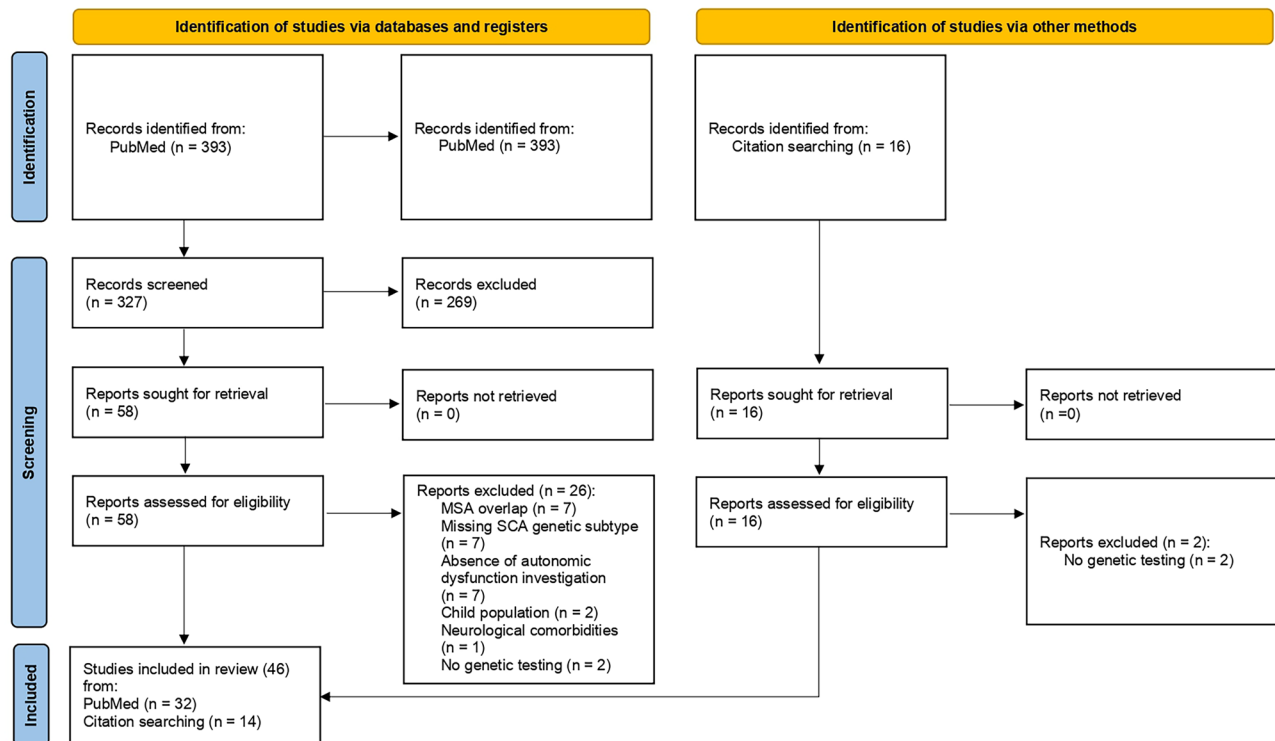 Identification of studies via databases and registers
Identification of studies via other methods
Identification
Records identified from:
PubMed (n = 393)
Records identified from:
PubMed (n = 393)
Records identified from:
Citation searching (n = 16)
Screening
Records screened
(n = 327)
Records excluded
(n = 269)
Reports sought for retrieval
(n = 58)
Reports not retrieved
(n = 0)
Reports sought for retrieval
(n = 16)
Reports not retrieved
(n =0)
Reports assessed for eligibility
(n = 58)
Reports excluded (n = 26):
MSA overlap (n = 7)
Missing SCA genetic subtype
(n = 7)
Absence of autonomic
dysfunction investigation
(n = 7)
Child population (n = 2)
Neurological comorbidities
(n = 1)
No genetic testing (n = 2)
Reports assessed for eligibility
(n = 16)
Reports excluded (n = 2):
No genetic testing (n = 2)
Included
Studies included in review (46)
from:
PubMed (n = 32)
Citation searching (n = 14)